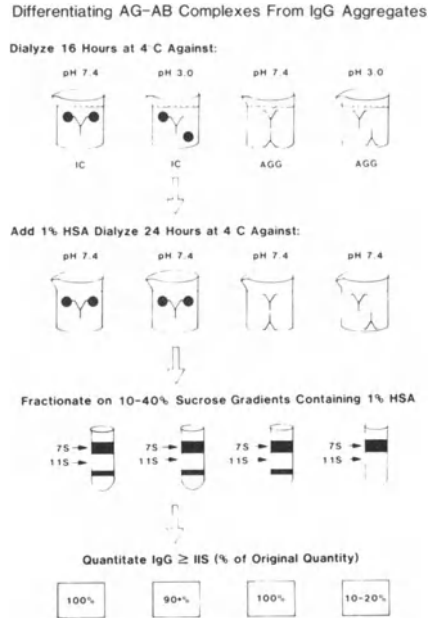 Differentiating AG-AB Complexes From IgG Aggregates
Dialyze 16 Hours at 4 C Against:
pH 7.4 pH 3.0 pH 7.4 pH 3.0
IC IC AGG AGG
Add 1% HSA Dialyze 24 Hours at 4 C Against:
pH 7.4 pH 7.4 pH 7.4 pH 7.4
Fractionate on 10-40% Sucrose Gradients Containing 1% HSA
7S 7S 7S 7S
11S 11S 11S 11S
Quantitate IgG ≥ IIS (% of Original Quantity)
100% 90+% 100% 10-20%